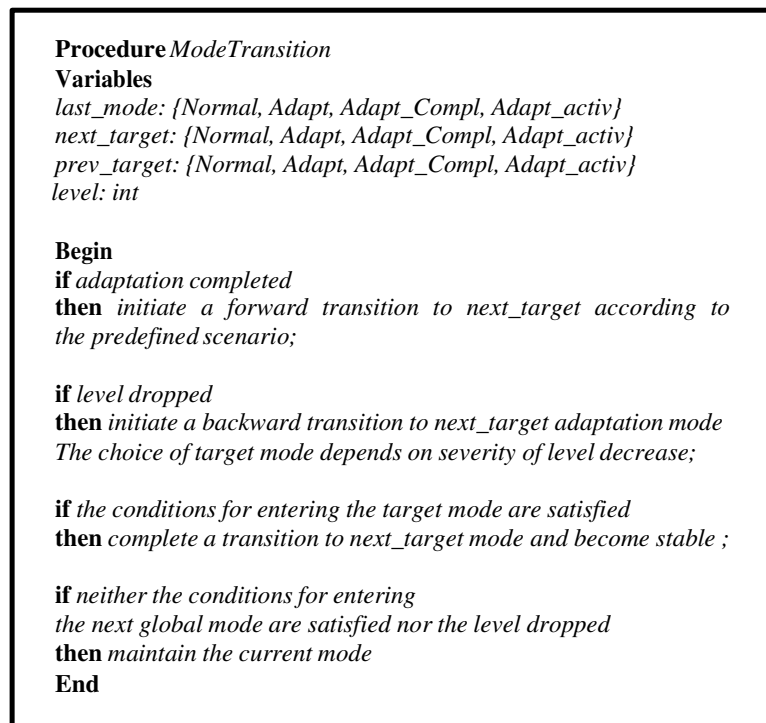 Procedure ModeTransition
Variables
last_mode: {Normal, Adapt, Adapt_Compl, Adapt_activ}
next_target: {Normal, Adapt, Adapt_Compl, Adapt_activ}
prev_target: {Normal, Adapt, Adapt_Compl, Adapt_activ}
level: int
Begin
if adaptation completed
then initiate a forward transition to next_target according to
the predefined scenario;
if level dropped
then initiate a backward transition to next_target adaptation mode
The choice of target mode depends on severity of level decrease;
if the conditions for entering the target mode are satisfied
then complete a transition to next_target mode and become stable ;
if neither the conditions for entering
the next global mode are satisfied nor the level dropped
then maintain the current mode
End